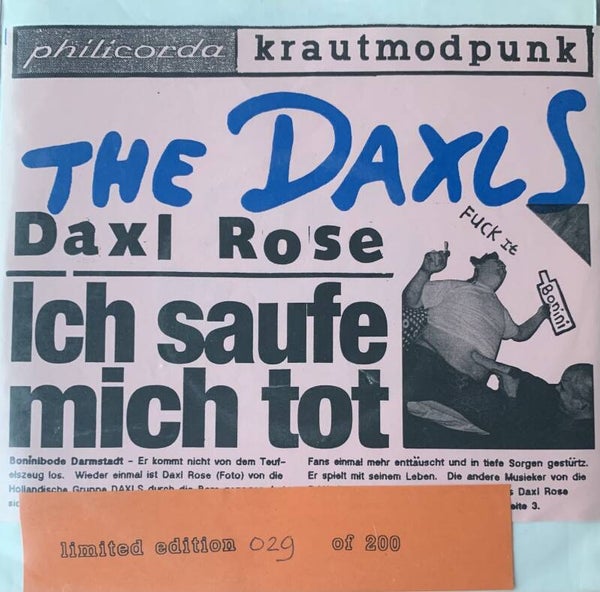 philicorda krautmodpunk
THE DAXLS
Daxl Rose
Ich saufe
mich tot
FUCK IT
Bonini
Boninibode Darmstadt – Er kommt nicht von dem Teuf-
elszeug los. Wieder einmal ist Daxl Rose (Foto) von die
Hollandische Gruppe DAXLS durch die
Fans einmal mehr enttäuscht und in tiefe Sorgen gestürzt.
Er spielt mit seinem Leben. Die andere Musieker von die
Daxl Rose
eite 3.
limited edition 029 of 200